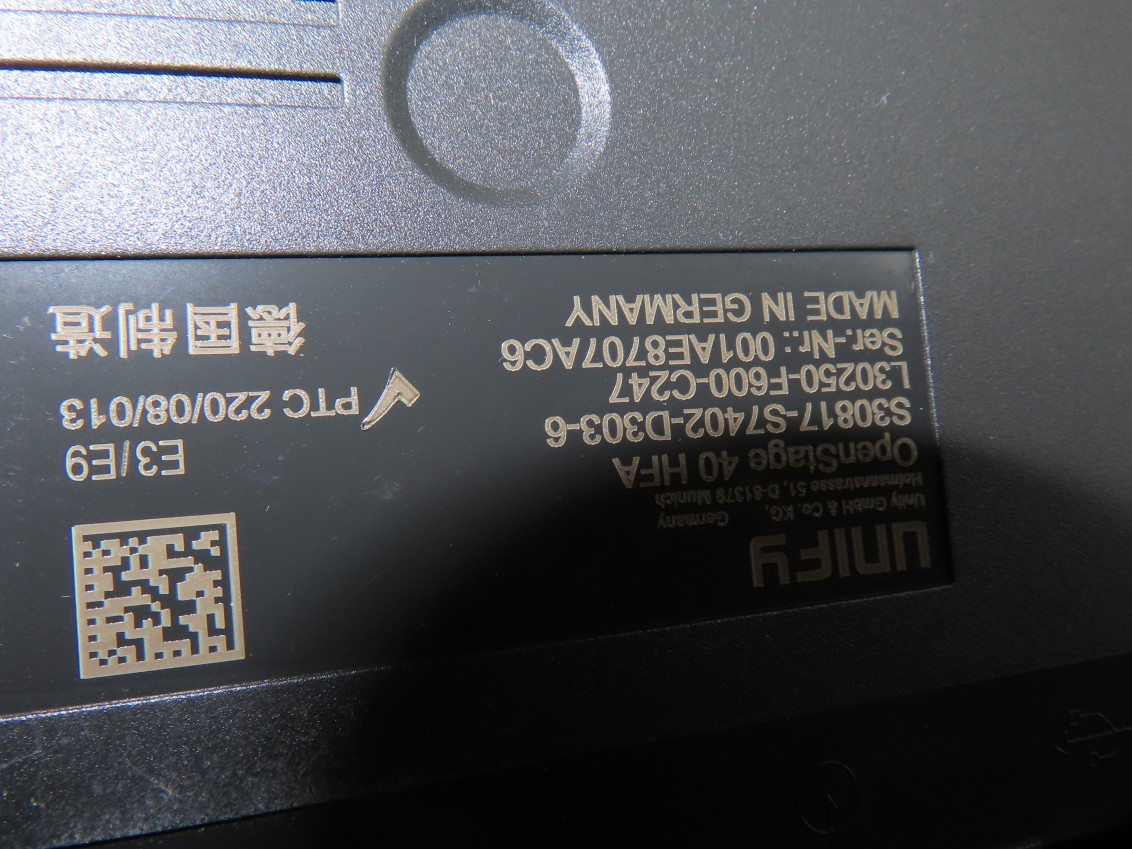 UNIFY
Unify GmbH & Co. KG,
Hofmannstrasse 51, D-81379 Munich
Germany
OpenStage 40 HFA
S30817-S7402-D303-6
L30250-F600-C247
Ser.-Nr.: 001AE8707AC6
MADE IN GERMANY
E3/E9
PTC 220/08/013
德国制造